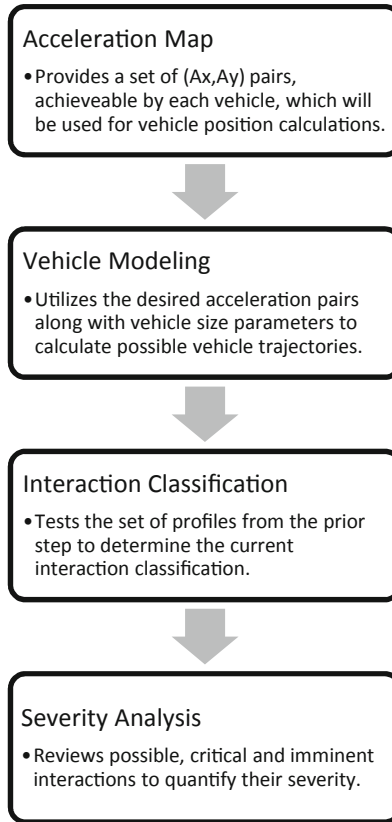 Acceleration Map
•Provides a set of (Ax,Ay) pairs,
achieveable by each vehicle, which will
be used for vehicle position calculations.
Vehicle Modeling
•Utilizes the desired acceleration pairs
along with vehicle size parameters to
calculate possible vehicle trajectories.
Interaction Classification
•Tests the set of profiles from the prior
step to determine the current
interaction classification.
Severity Analysis
•Reviews possible, critical and imminent
interactions to quantify their severity.